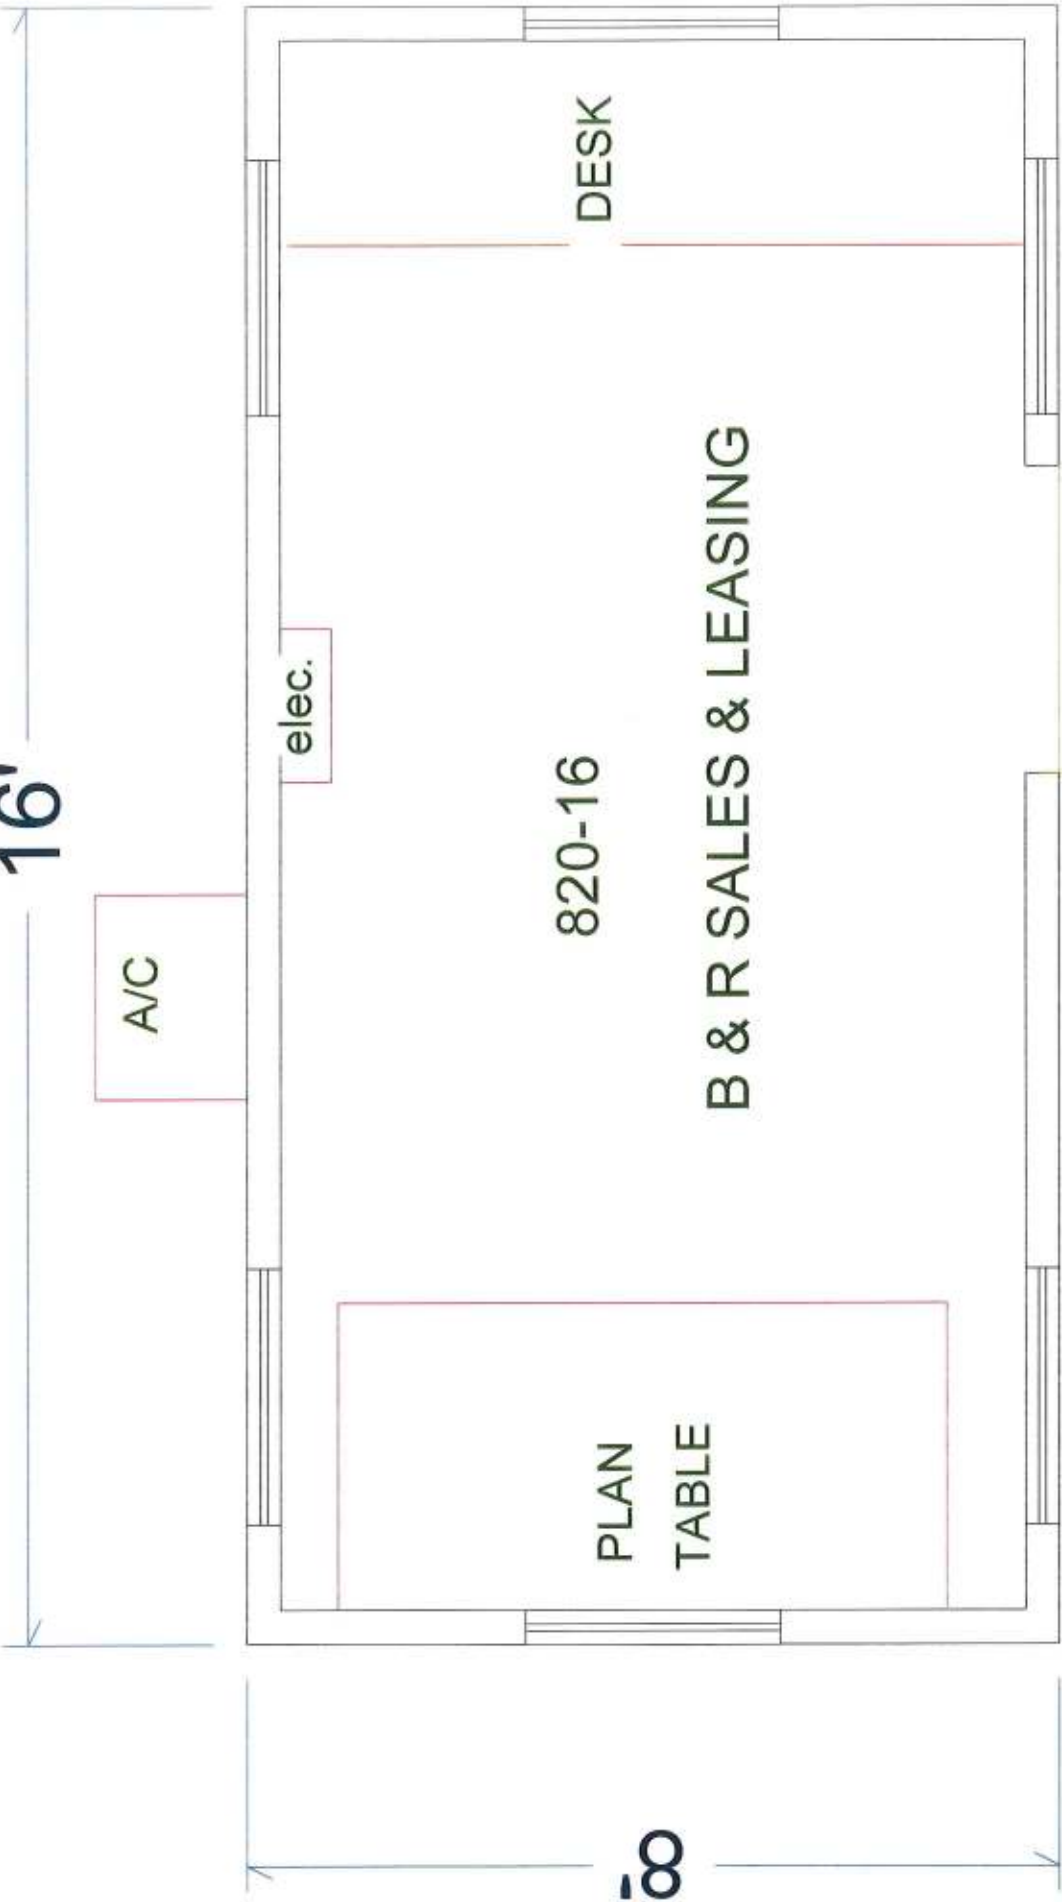 16'
A/C
elec.
DESK
820-16
B & R SALES & LEASING
PLAN
TABLE
8'